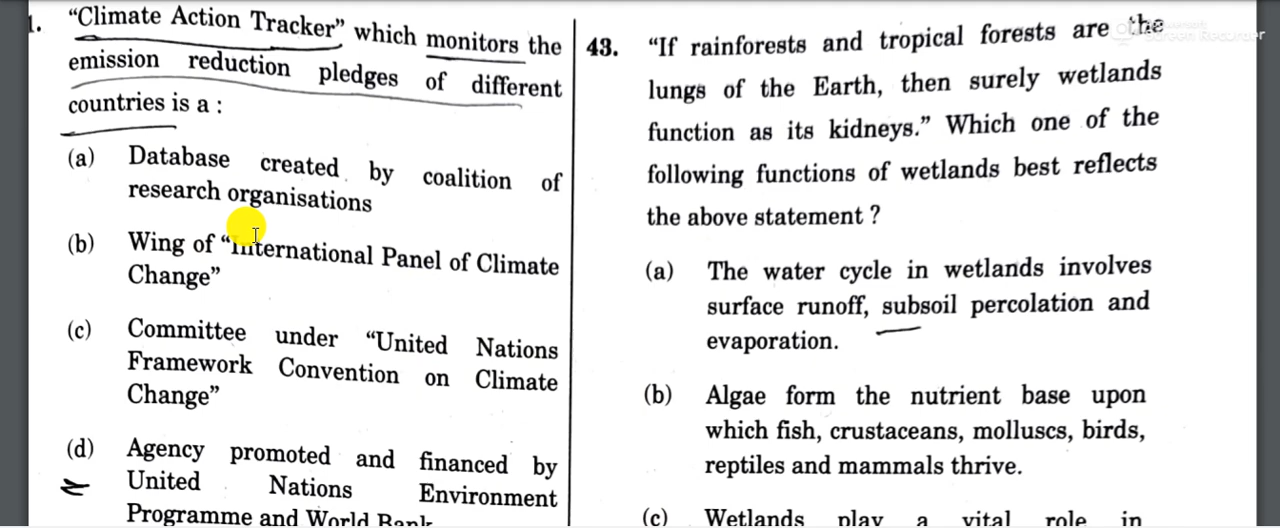 1. "Climate Action Tracker" which monitors the
emission reduction pledges of different
countries is a :
(a) Database created by coalition of
research organisations
(b) Wing of "International Panel of Climate
Change"
(c) Committee under "United Nations
Framework Convention on Climate
Change"
(d) Agency promoted and financed by
United Nations Environment
Programme and World Bank
43. "If rainforests and tropical forests are the
lungs of the Earth, then surely wetlands
function as its kidneys." Which one of the
following functions of wetlands best reflects
the above statement ?
(a) The water cycle in wetlands involves
surface runoff, subsoil percolation and
evaporation.
(b) Algae form the nutrient base upon
which fish, crustaceans, molluscs, birds,
reptiles and mammals thrive.
(c) Wetlands play a vital role in
Screen Recorder